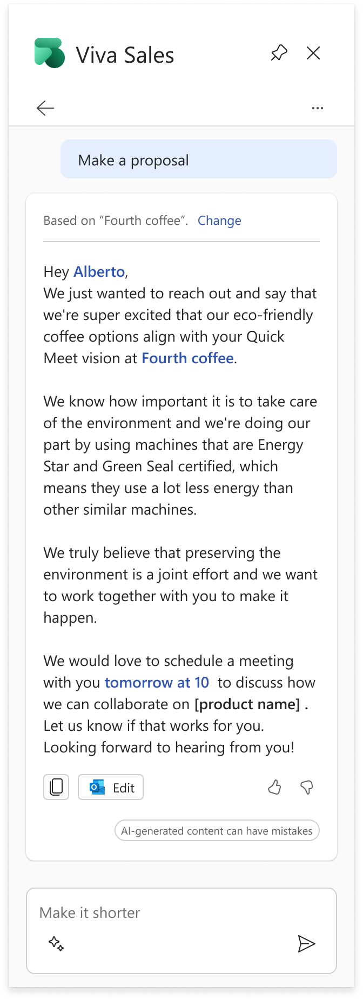 Viva Sales
...
Make a proposal
Based on “Fourth coffee”. Change
Hey Alberto,
We just wanted to reach out and say that
we're super excited that our eco-friendly
coffee options align with your Quick
Meet vision at Fourth coffee.
We know how important it is to take care
of the environment and we're doing our
part by using machines that are Energy
Star and Green Seal certified, which
means they use a lot less energy than
other similar machines.
We truly believe that preserving the
environment is a joint effort and we want
to work together with you to make it
happen.
We would love to schedule a meeting
with you tomorrow at 10 to discuss how
we can collaborate on [product name] .
Let us know if that works for you.
Looking forward to hearing from you!
Edit
AI-generated content can have mistakes
Make it shorter